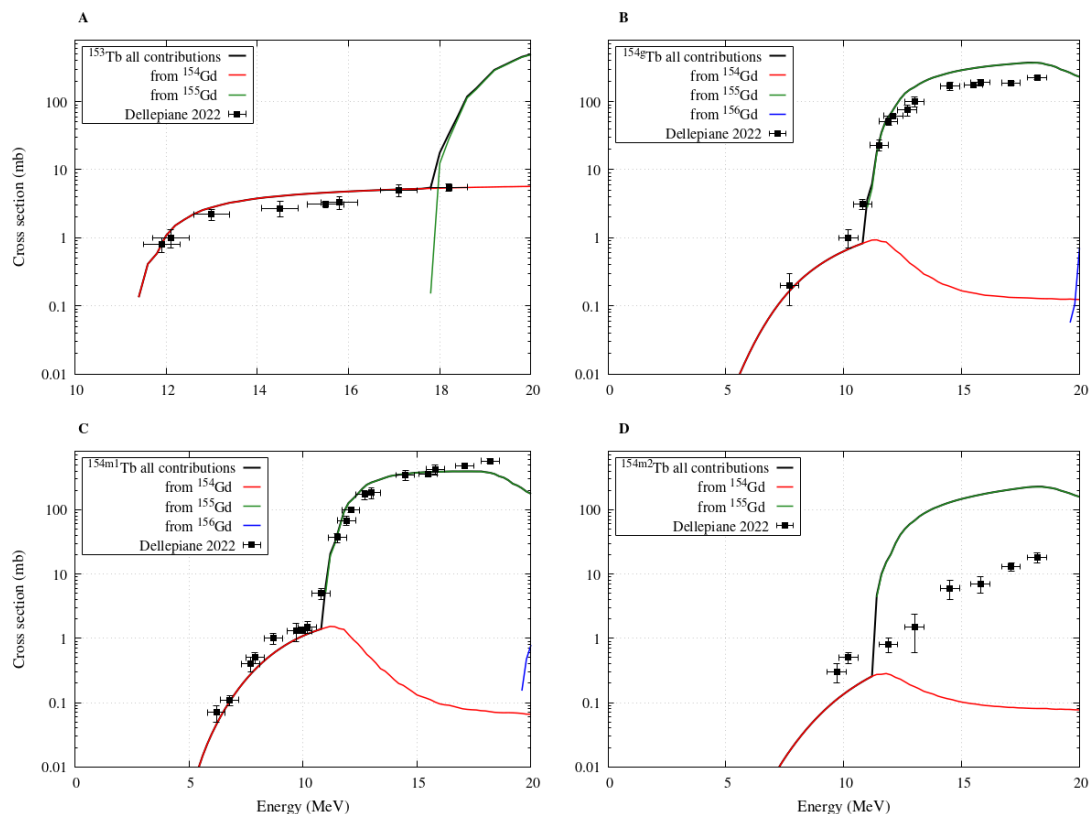 A
¹⁵³Tb all contributions
from ¹⁵⁴Gd
from ¹⁵⁵Gd
Dellepiane 2022
Cross section (mb)
100
10
1
0.1
0.01
10 12 14 16 18 20
B
¹⁵⁴ᵍTb all contributions
from ¹⁵⁴Gd
from ¹⁵⁵Gd
from ¹⁵⁶Gd
Dellepiane 2022
100
10
1
0.1
0.01
0 5 10 15 20
C
¹⁵⁴ᵐ¹Tb all contributions
from ¹⁵⁴Gd
from ¹⁵⁵Gd
from ¹⁵⁶Gd
Dellepiane 2022
Cross section (mb)
100
10
1
0.1
0.01
0 5 10 15 20
Energy (MeV)
D
¹⁵⁴ᵐ²Tb all contributions
from ¹⁵⁴Gd
from ¹⁵⁵Gd
Dellepiane 2022
100
10
1
0.1
0.01
0 5 10 15 20
Energy (MeV)